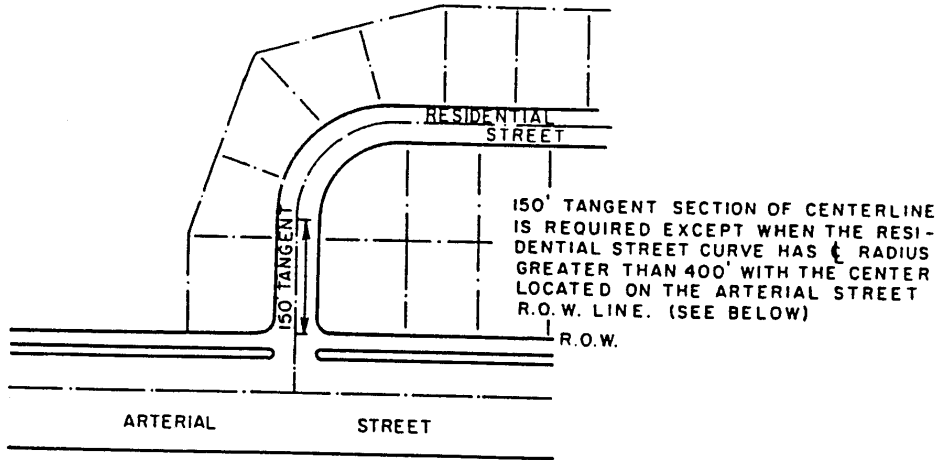 RESIDENTIAL
STREET
150' TANGENT
150' TANGENT SECTION OF CENTERLINE
IS REQUIRED EXCEPT WHEN THE RESI-
DENTIAL STREET CURVE HAS ℄ RADIUS
GREATER THAN 400' WITH THE CENTER
LOCATED ON THE ARTERIAL STREET
R.O.W. LINE. (SEE BELOW)
R.O.W.
ARTERIAL STREET